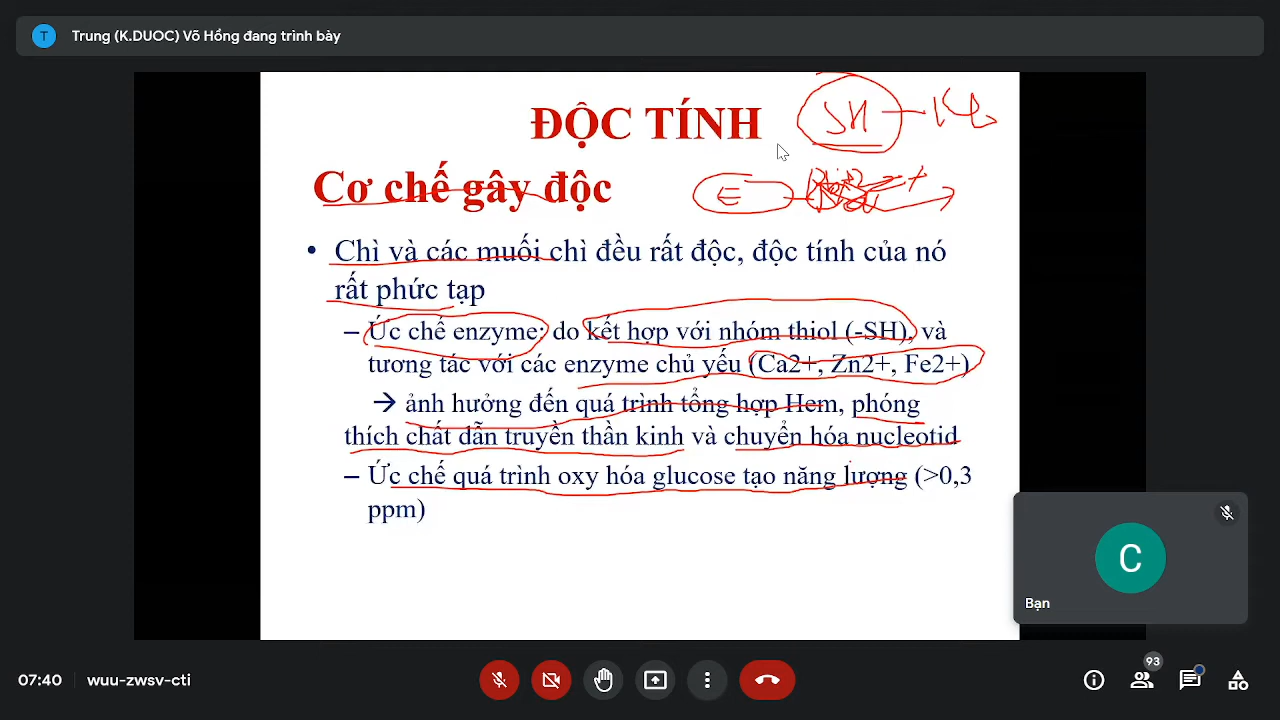 T
Trung (K.DUOC) Võ Hồng đang trình bày
ĐỘC TÍNH
SH
Cơ chế gây độc
E
• Chì và các muối chì đều rất độc, độc tính của nó
rất phức tạp
– Ức chế enzyme: do kết hợp với nhóm thiol (-SH), và
tương tác với các enzyme chủ yếu (Ca2+, Zn2+, Fe2+)
→ ảnh hưởng đến quá trình tổng hợp Hem, phóng
thích chất dẫn truyền thần kinh và chuyển hóa nucleotid
– Ức chế quá trình oxy hóa glucose tạo năng lượng (>0,3
ppm)
C
Bạn
07:40 wuu-zwsv-cti
93